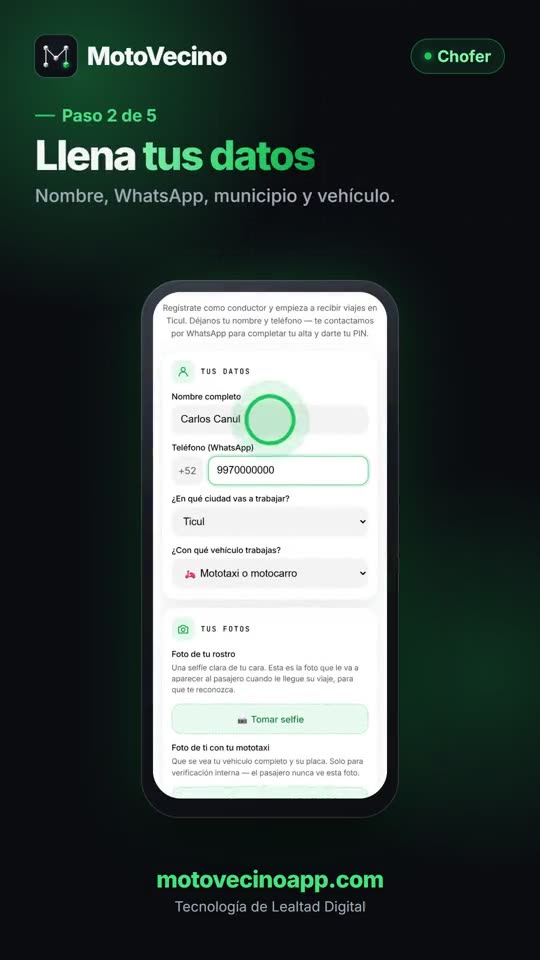 MotoVecino
Chofer
Paso 2 de 5
Llena tus datos
Nombre, WhatsApp, municipio y vehículo.
Regístrate como conductor y empieza a recibir viajes en
Ticul. Déjanos tu nombre y teléfono — te contactamos
por WhatsApp para completar tu alta y darte tu PIN.
TUS DATOS
Nombre completo
Carlos Canul
Teléfono (WhatsApp)
+52
9970000000
¿En qué ciudad vas a trabajar?
Ticul
¿Con qué vehículo trabajas?
Mototaxi o motocarro
TUS FOTOS
Foto de tu rostro
Una selfie clara de tu cara. Esta es la foto que le va a
aparecer al pasajero cuando le llegue su viaje, para
que te reconozca.
Tomar selfie
Foto de ti con tu mototaxi
Que se vea tu vehículo completo y su placa. Solo para
verificación interna — el pasajero nunca ve esta foto.
motovecinoapp.com
Tecnología de Lealtad Digital